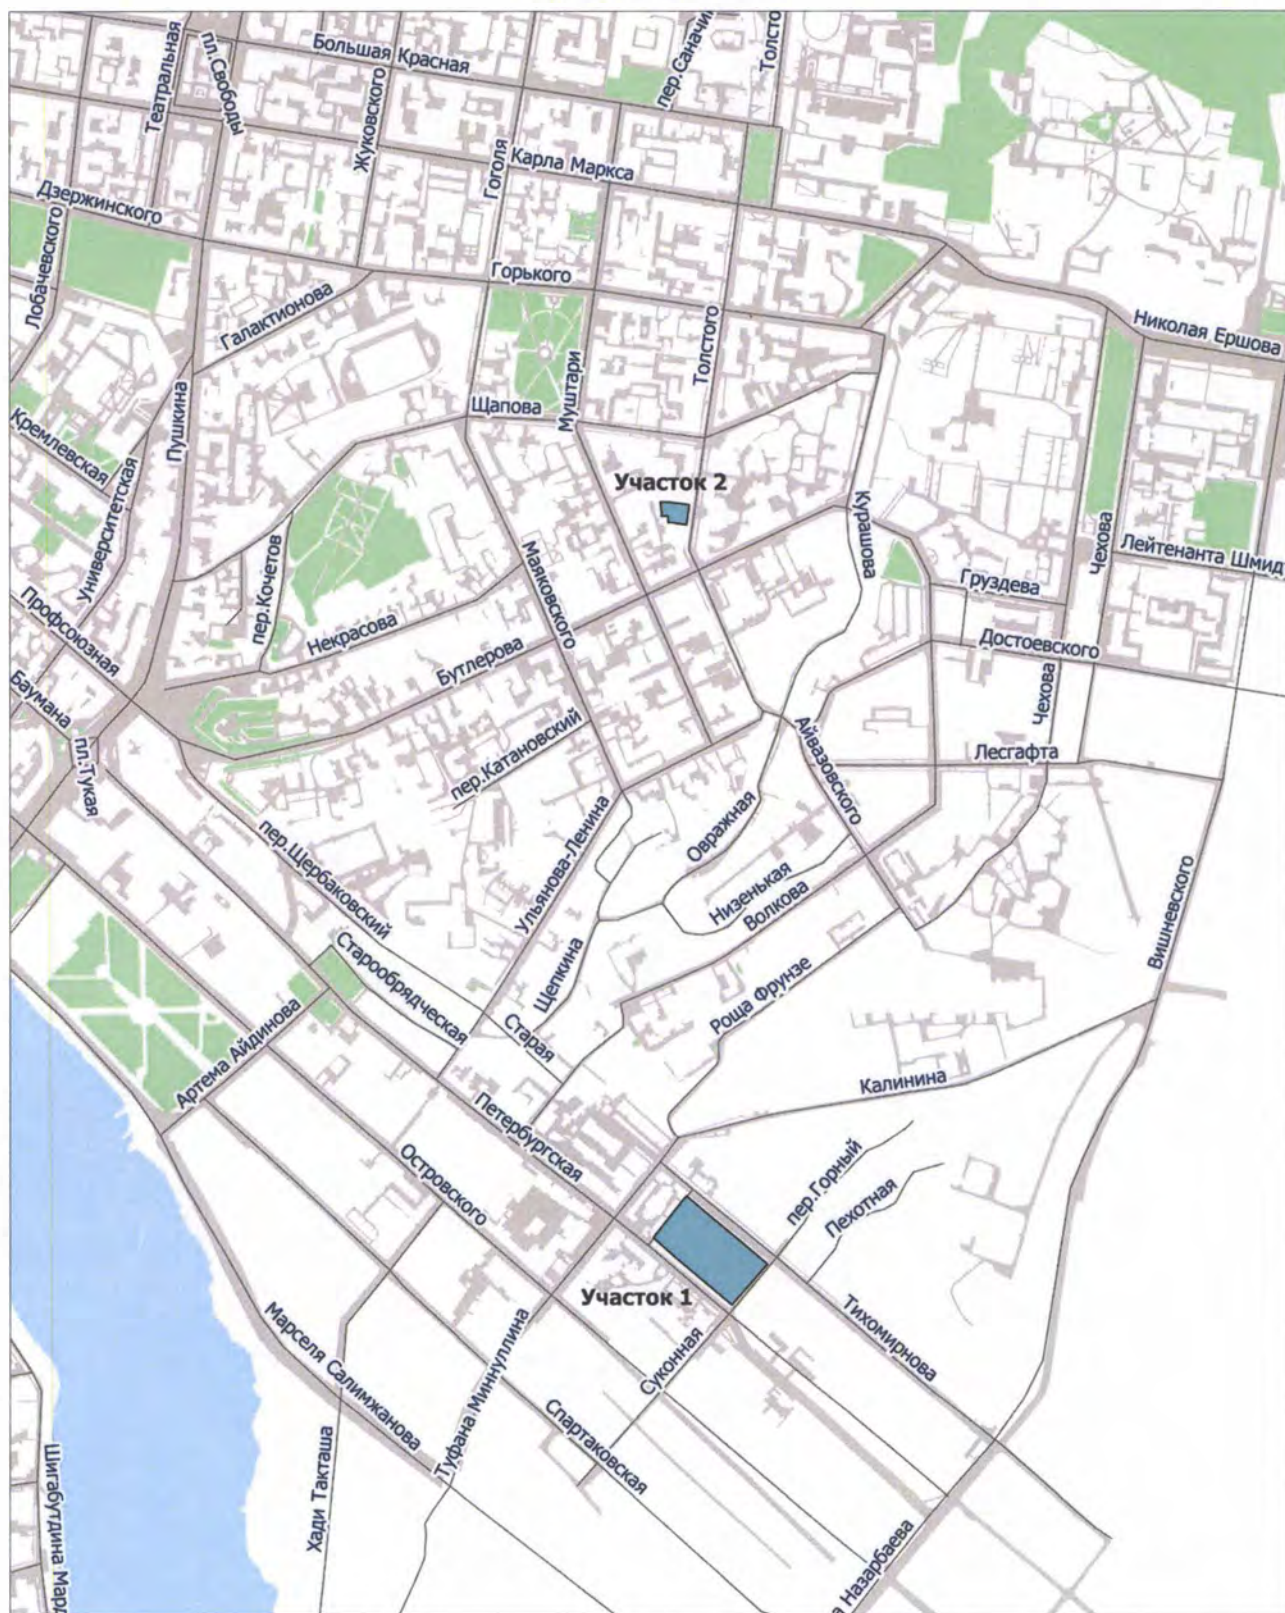 Большая Красная
пер.Саначин
Толсто
Театральная
пл.Свободы
Жуковского
Гоголя
Карла Маркса
Дзержинского
Лобачевского
Горького
Галактионова
Толстого
Николая Ершова
Пушкина
Щапова
Муштари
Кремлевская
Университетская
Участок 2
Курашова
Чехова
Лейтенанта Шмидт
пер.Кочетов
Маяковского
Груздева
Профсоюзная
Некрасова
Достоевского
Бутлерова
Баумана
Чехова
пл.Тукая
пер.Катановский
Айвазовского
Лесгафта
Овражная
пер.Щербаковский
Ульянова-Ленина
Низенькая
Волкова
Вишневского
Старообрядческая
Щепкина
Роща Фрунзе
Старая
Артема Айдинова
Калинина
Петербургская
Островского
пер.Горный
Пехотная
Участок 1
Тихомирнова
Марселя Салимжанова
Суконная
Туфана Миннуллина
Спартаковская
Хади Такташа
Шигабутдина Мард
а Назарбаева